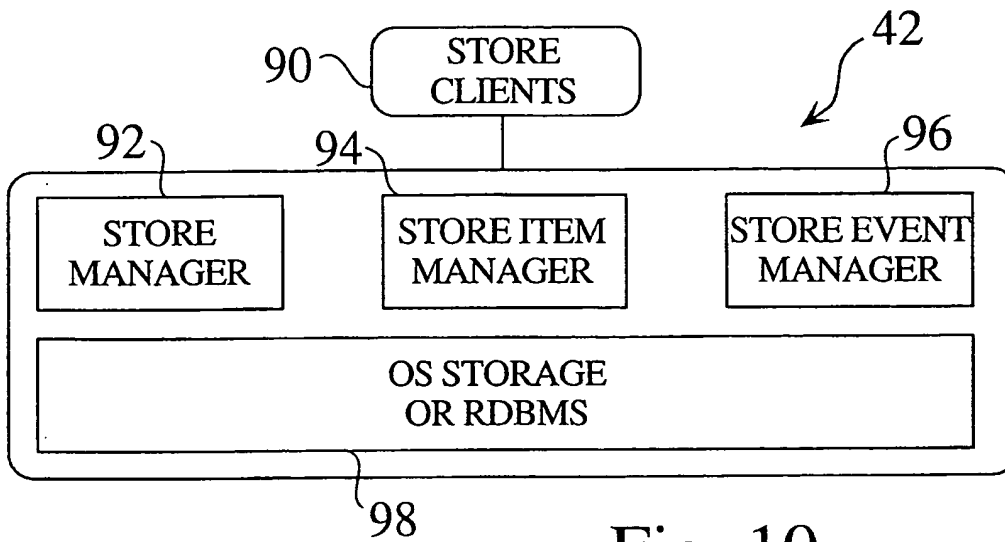 42
90
STORE
CLIENTS
92
94
96
STORE
MANAGER
STORE ITEM
MANAGER
STORE EVENT
MANAGER
OS STORAGE
OR RDBMS
98